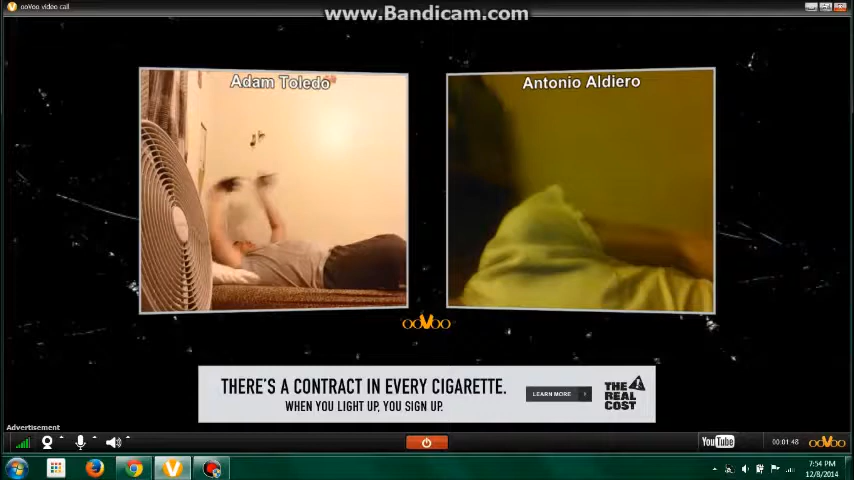 ooVoo video call
www.Bandicam.com
Adam Toledo
Antonio Aldiero
ooVoo
THERE'S A CONTRACT IN EVERY CIGARETTE.
WHEN YOU LIGHT UP, YOU SIGN UP.
LEARN MORE
THE
REAL
COST
Advertisement
YouTube
00:01:48
ooVoo
7:54 PM
12/8/2014